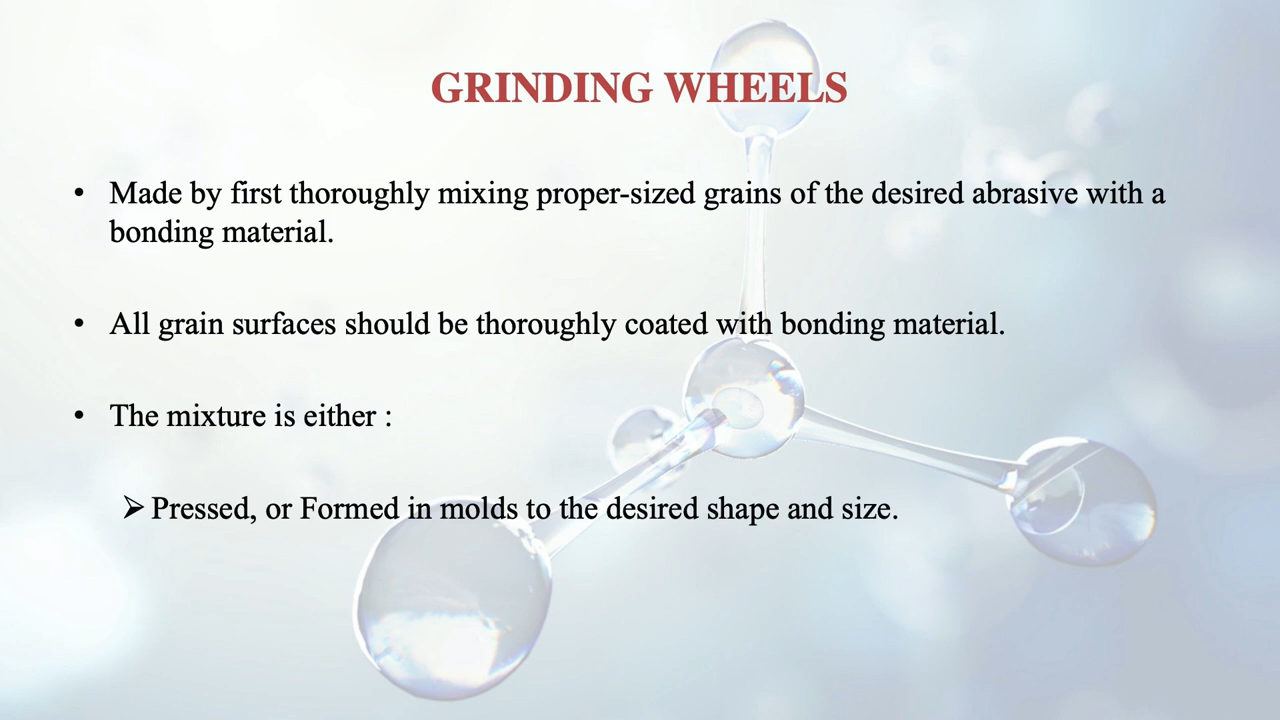 GRINDING WHEELS
• Made by first thoroughly mixing proper-sized grains of the desired abrasive with a
bonding material.
• All grain surfaces should be thoroughly coated with bonding material.
• The mixture is either :
➢ Pressed, or Formed in molds to the desired shape and size.